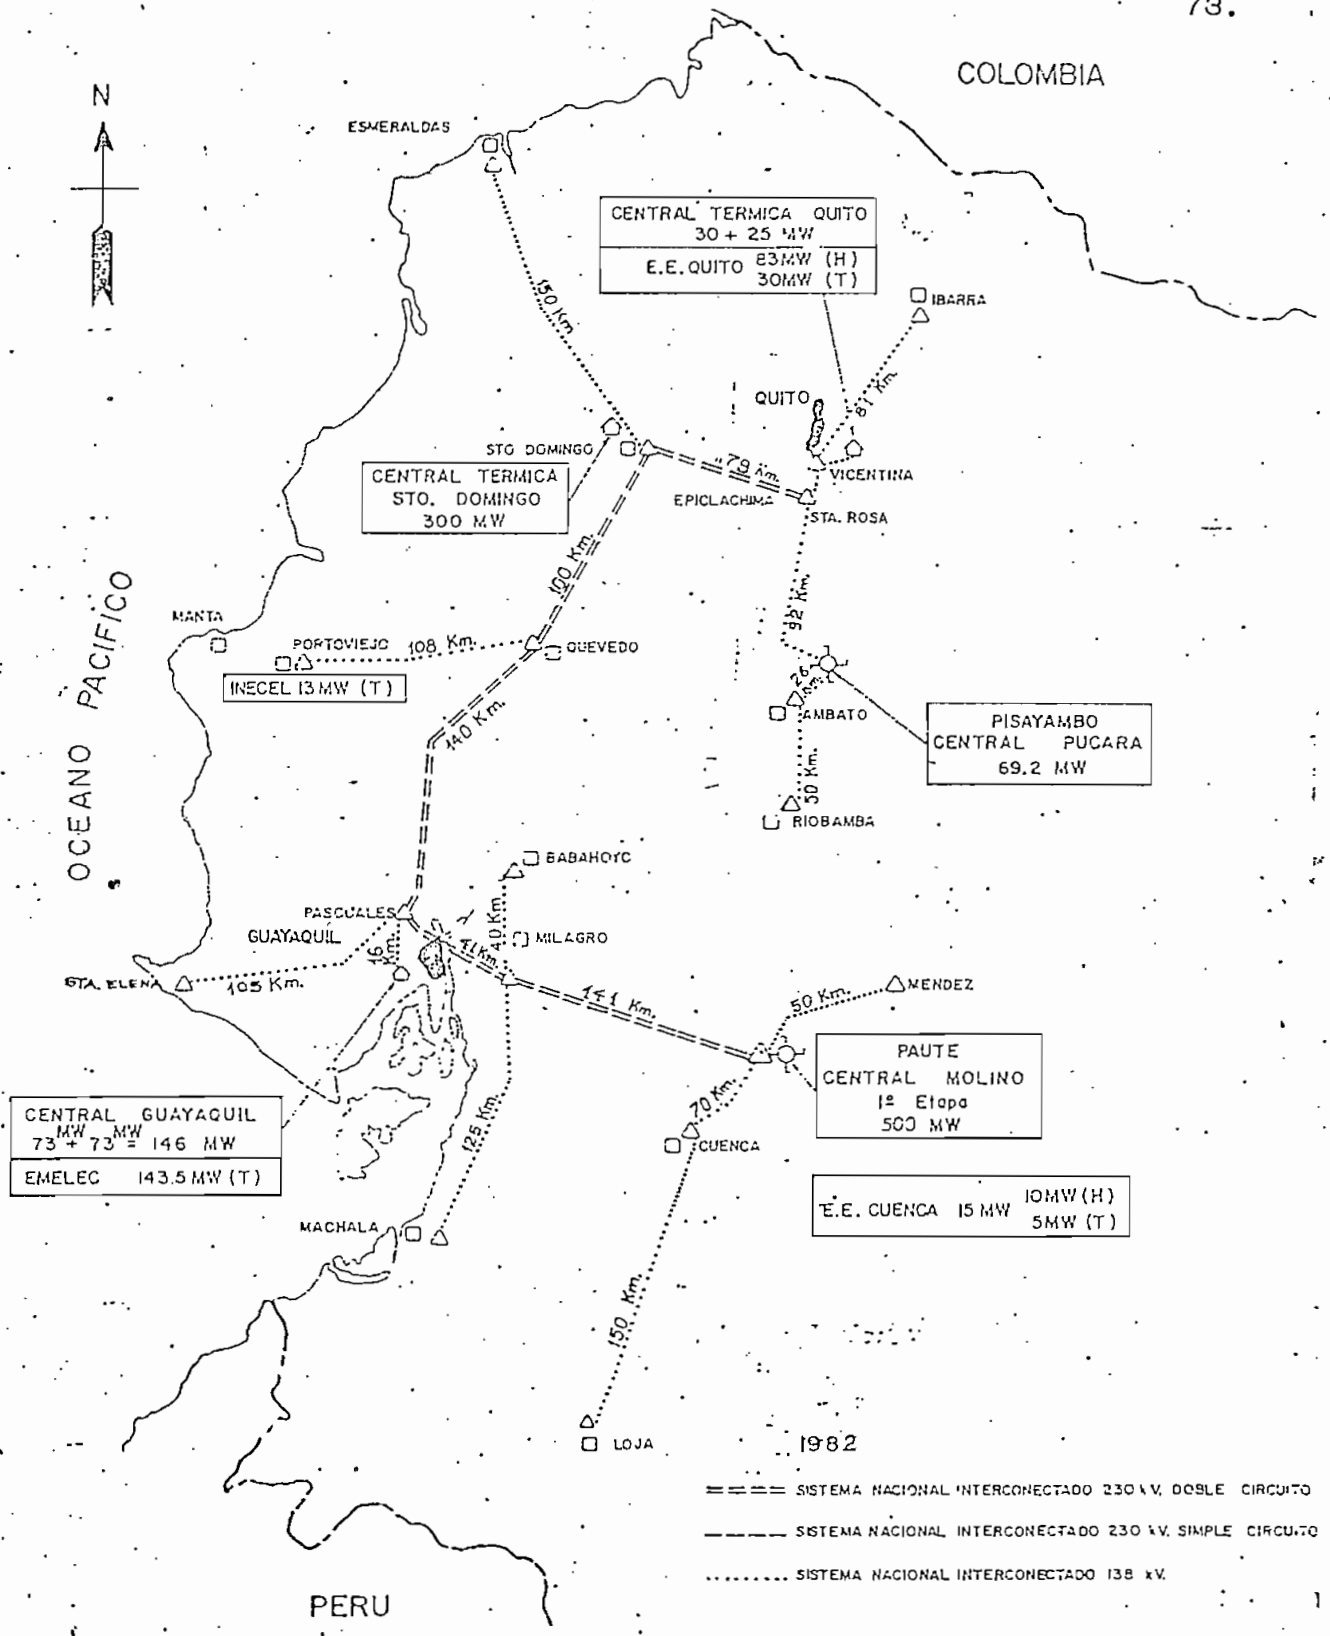 73.
COLOMBIA
N
ESMERALDAS
CENTRAL TERMICA QUITO
30 + 25 MW
E.E. QUITO 83MW (H)
30MW (T)
150 Km.
IBARRA
81 Km.
QUITO
STO DOMINGO
79 Km.
VICENTINA
CENTRAL TERMICA
STO. DOMINGO
300 MW
EPICLACHIMA
STA. ROSA
100 Km.
92 Km.
OCEANO PACIFICO
MANTA
PORTOVIEJO
108 Km.
QUEVEDO
INECEL 13 MW (T)
26 Km.
AMBATO
140 Km.
PISAYAMBO
CENTRAL PUCARA
69.2 MW
50 Km.
RIOBAMBA
BABAHOYO
PASCUALES
40 Km.
GUAYAQUIL
MILAGRO
16 Km.
41 Km.
STA. ELENA
105 Km.
141 Km.
50 Km.
MENDEZ
PAUTE
CENTRAL MOLINO
1ª Etapa
500 MW
70 Km.
CENTRAL GUAYAQUIL
73 MW + 73 MW = 146 MW
EMELEC 143.5 MW (T)
125 Km.
CUENCA
E.E. CUENCA 15 MW 10MW (H)
5MW (T)
MACHALA
150 Km.
LOJA
1982
SISTEMA NACIONAL INTERCONECTADO 230 kV. DOBLE CIRCUITO
SISTEMA NACIONAL INTERCONECTADO 230 kV. SIMPLE CIRCUITO
SISTEMA NACIONAL INTERCONECTADO 138 kV.
PERU